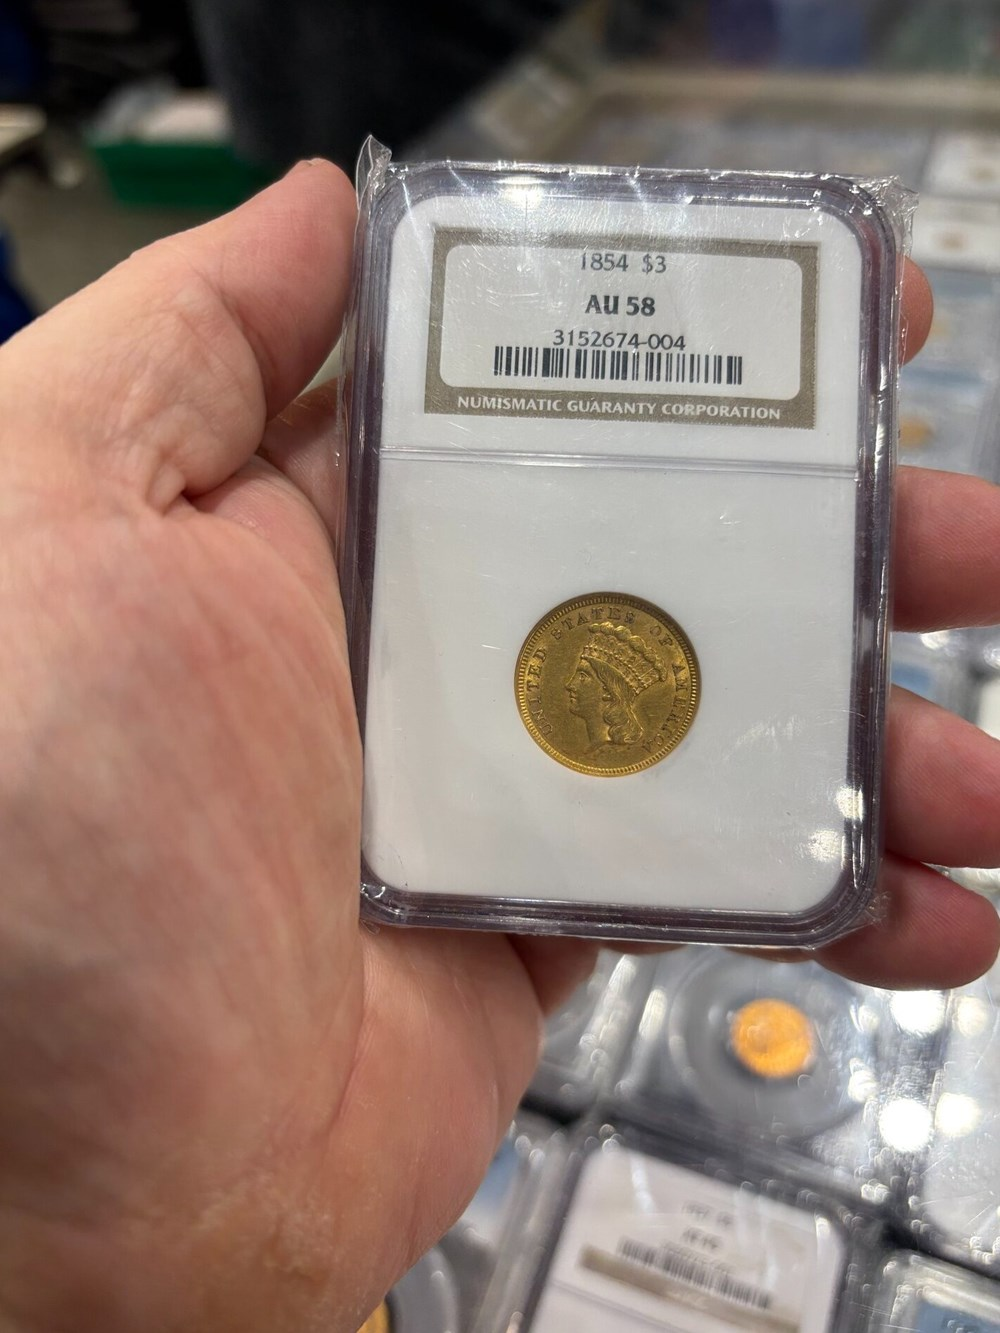 1854 $3
AU 58
3152674-004
NUMISMATIC GUARANTY CORPORATION
UNITED STATES OF AMERICA